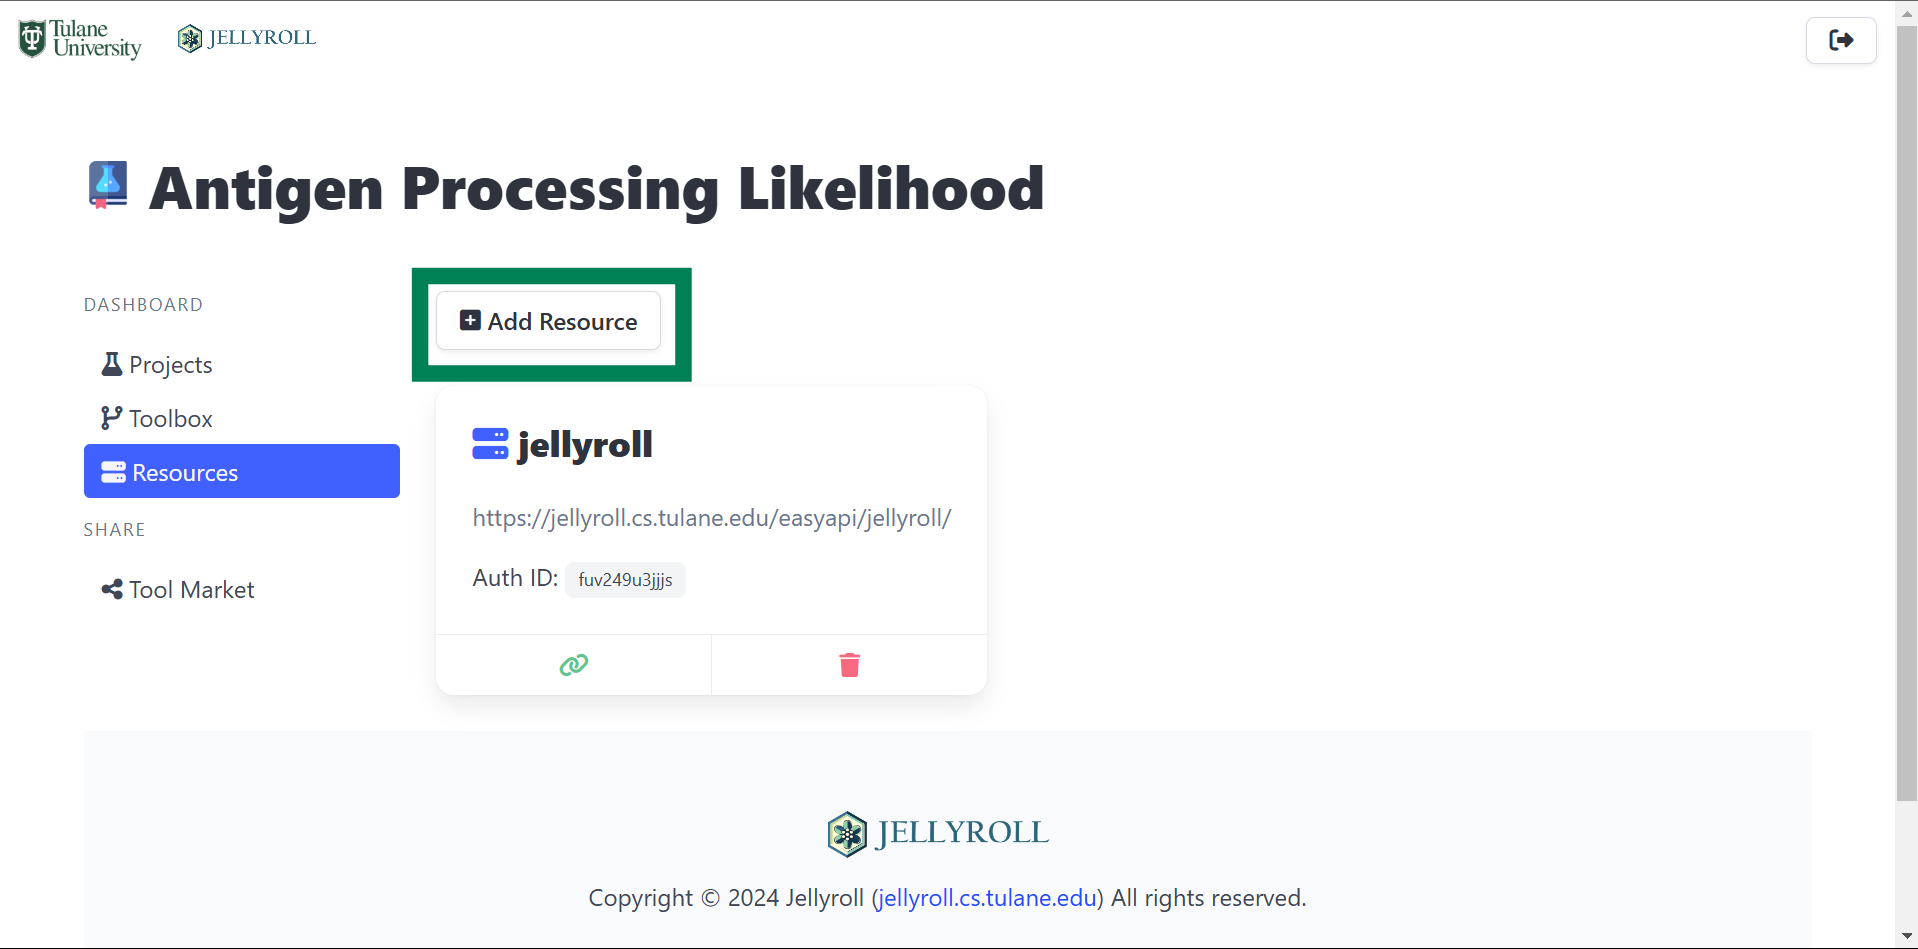 Tulane
University
JELLYROLL
Antigen Processing Likelihood
DASHBOARD
Projects
Toolbox
Resources
SHARE
Tool Market
Add Resource
jellyroll
https://jellyroll.cs.tulane.edu/easyapi/jellyroll/
Auth ID: fuv249u3jjjs
JELLYROLL
Copyright © 2024 Jellyroll (jellyroll.cs.tulane.edu) All rights reserved.